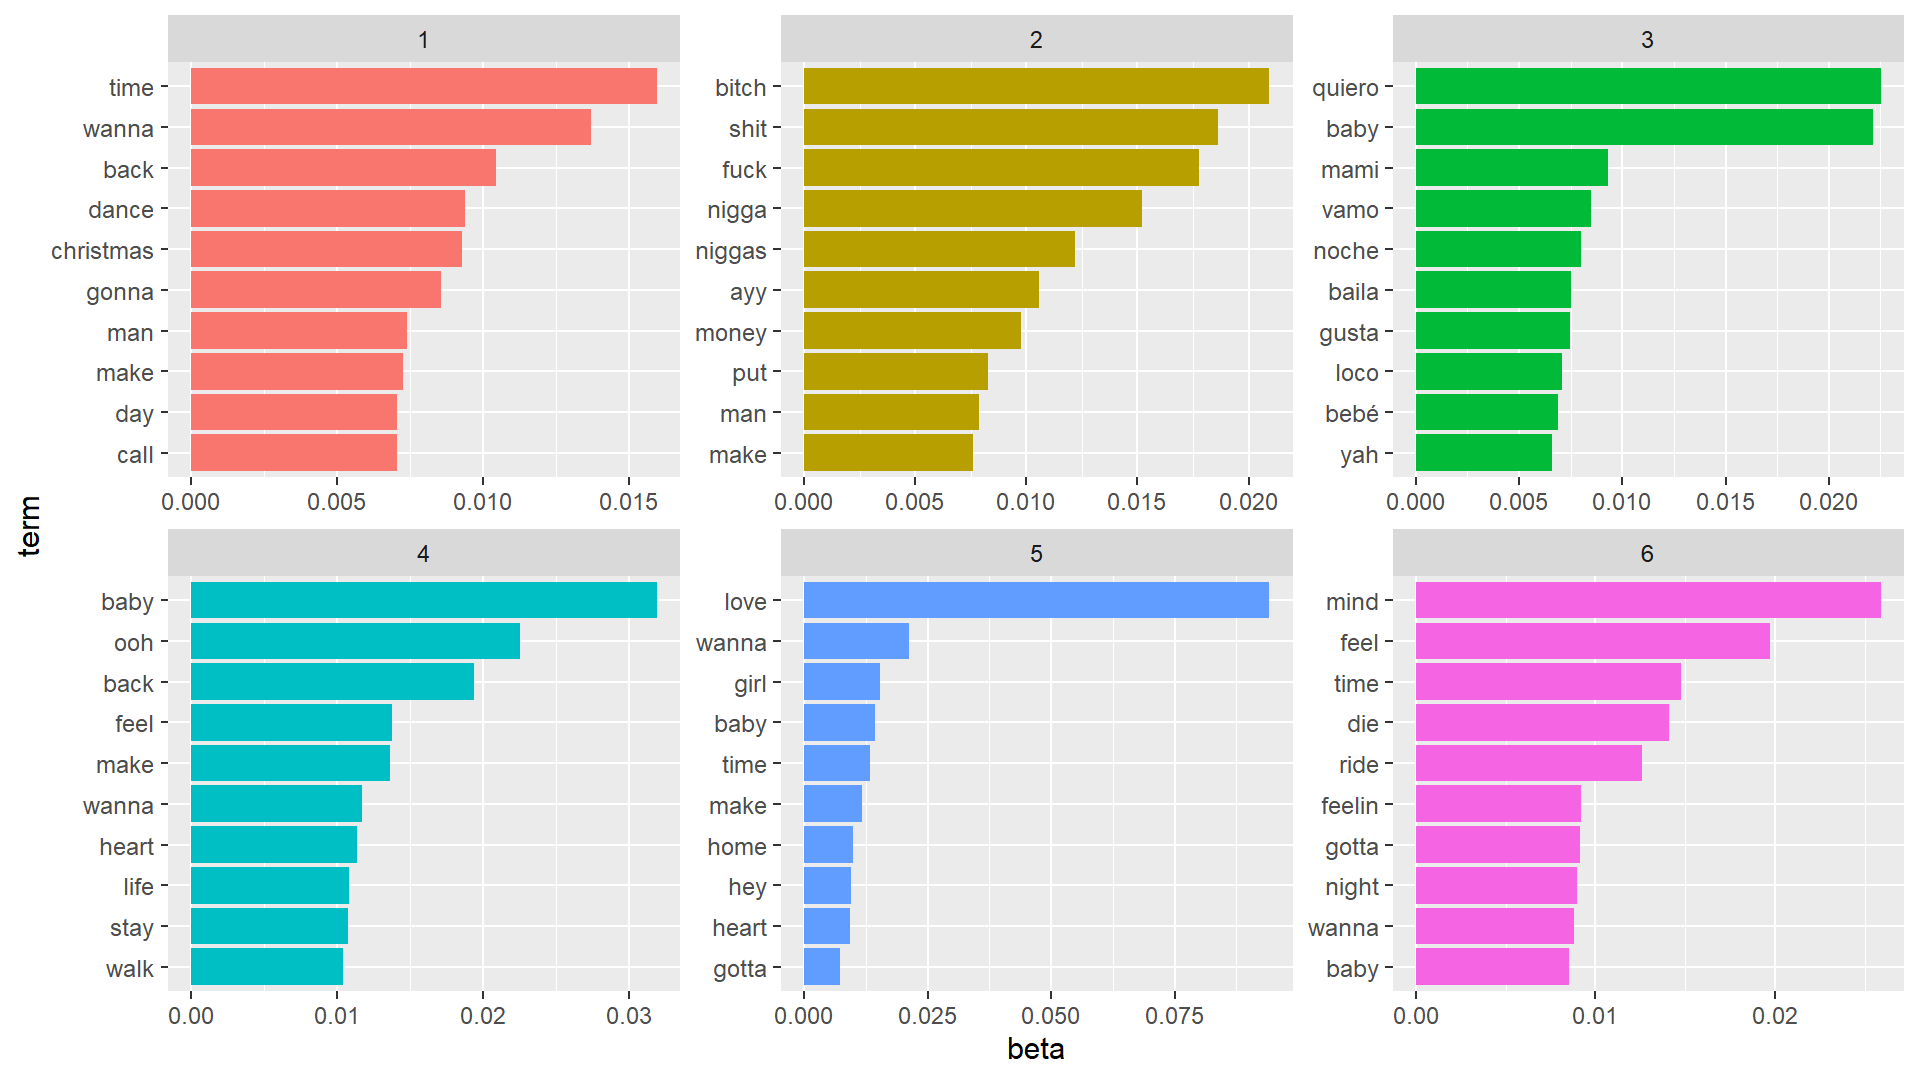 1
time
wanna
back
dance
christmas
gonna
man
make
day
call
0.000 0.005 0.010 0.015
2
bitch
shit
fuck
nigga
niggas
ayy
money
put
man
make
0.000 0.005 0.010 0.015 0.020
3
quiero
baby
mami
vamo
noche
baila
gusta
loco
bebé
yah
0.000 0.005 0.010 0.015 0.020
4
baby
ooh
back
feel
make
wanna
heart
life
stay
walk
0.00 0.01 0.02 0.03
5
love
wanna
girl
baby
time
make
home
hey
heart
gotta
0.000 0.025 0.050 0.075
6
mind
feel
time
die
ride
feelin
gotta
night
wanna
baby
0.00 0.01 0.02
term
beta